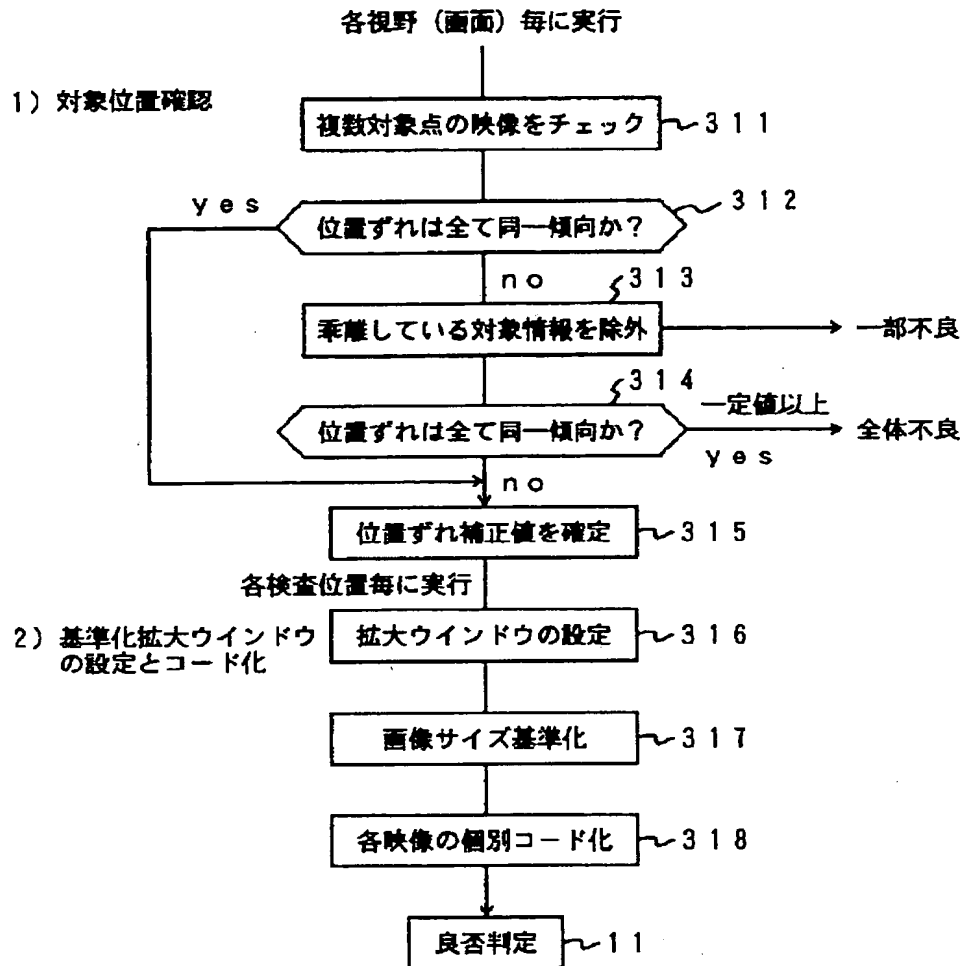 各視野（画面）毎に実行
1）対象位置確認
複数対象点の映像をチェック 311
yes
位置ずれは全て同一傾向か？ 312
no 313
乖離している対象情報を除外 一部不良
314
一定値以上
位置ずれは全て同一傾向か？ 全体不良
yes
no
位置ずれ補正値を確定 315
各検査位置毎に実行
2）基準化拡大ウインドウ
の設定とコード化
拡大ウインドウの設定 316
画像サイズ基準化 317
各映像の個別コード化 318
良否判定 11